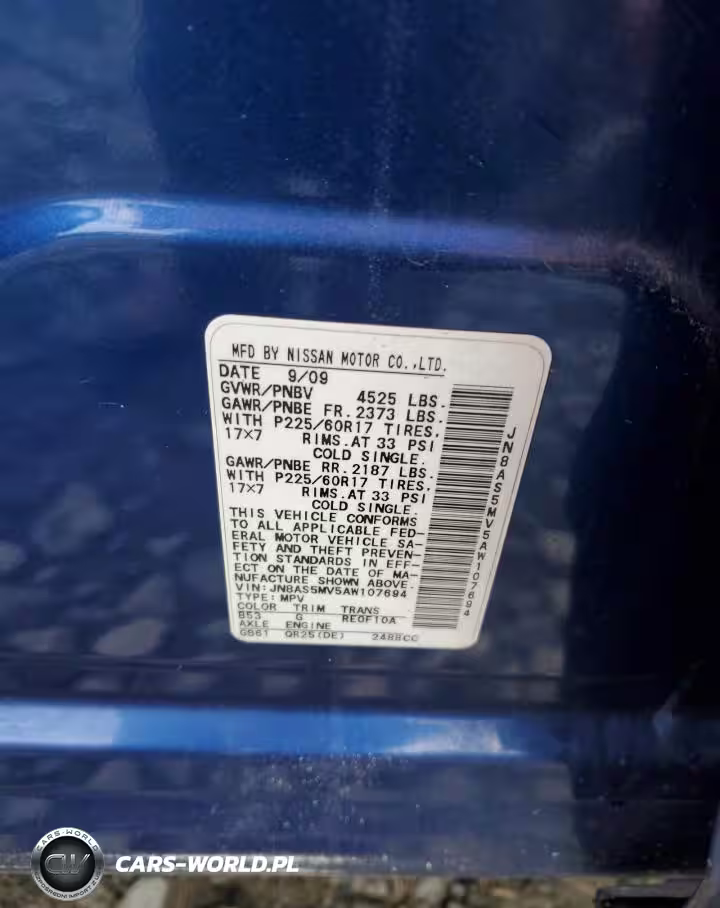 MFD BY NISSAN MOTOR CO.,LTD.
DATE 9/09
GVWR/PNBV 4525 LBS.
GAWR/PNBE FR. 2373 LBS.
WITH P225/60R17 TIRES,
17×7 RIMS.AT 33 PSI
COLD SINGLE.
GAWR/PNBE RR. 2187 LBS.
WITH P225/60R17 TIRES,
17×7 RIMS.AT 33 PSI
COLD SINGLE.
THIS VEHICLE CONFORMS
TO ALL APPLICABLE FED-
ERAL MOTOR VEHICLE SA-
FETY AND THEFT PREVEN-
TION STANDARDS IN EFF-
ECT ON THE DATE OF MA-
NUFACTURE SHOWN ABOVE.
VIN: JN8AS5MV5AW107694
TYPE: MPV
COLOR TRIM TRANS
B53 G RE0F10A
AXLE ENGINE
GB61 QR25(DE) 2488CC
JN8AS5MV5AW107694
CARS-WORLD
CW
CARS-WORLD.PL